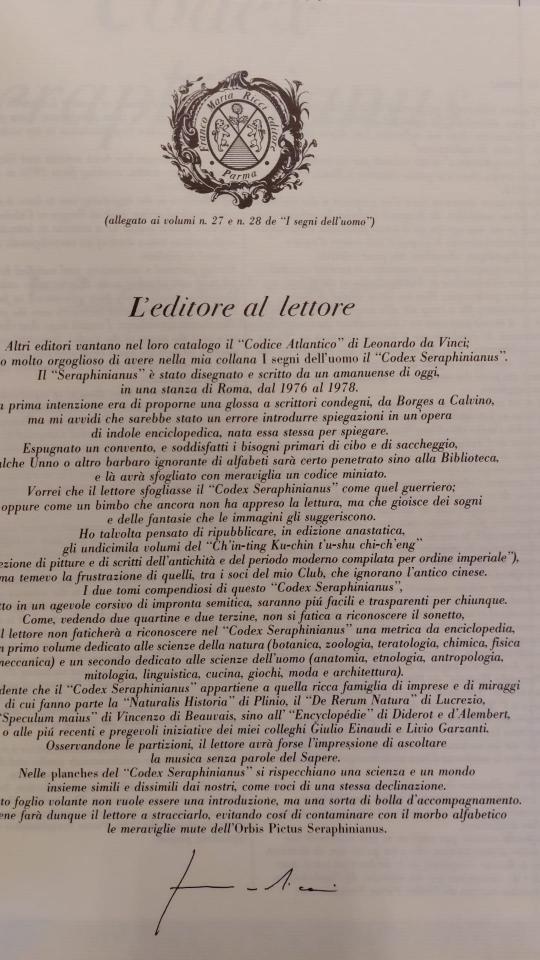 Franco Maria Ricci editore
Parma
(allegato ai volumi n. 27 e n. 28 de "I segni dell'uomo")
L'editore al lettore
Altri editori vantano nel loro catalogo il "Codice Atlantico" di Leonardo da Vinci;
o molto orgoglioso di avere nella mia collana I segni dell'uomo il "Codex Seraphinianus".
Il "Seraphinianus" è stato disegnato e scritto da un amanuense di oggi,
in una stanza di Roma, dal 1976 al 1978.
prima intenzione era di proporne una glossa a scrittori condegni, da Borges a Calvino,
ma mi avvidi che sarebbe stato un errore introdurre spiegazioni in un'opera
di indole enciclopedica, nata essa stessa per spiegare.
Espugnato un convento, e soddisfatti i bisogni primari di cibo e di saccheggio,
lche Unno o altro barbaro ignorante di alfabeti sarà certo penetrato sino alla Biblioteca,
e là avrà sfogliato con meraviglia un codice miniato.
Vorrei che il lettore sfogliasse il "Codex Seraphinianus" come quel guerriero;
oppure come un bimbo che ancora non ha appreso la lettura, ma che gioisce dei sogni
e delle fantasie che le immagini gli suggeriscono.
Ho talvolta pensato di ripubblicare, in edizione anastatica,
gli undicimila volumi del "Ch'in-ting Ku-chin t'u-shu chi-ch'eng"
ezione di pitture e di scritti dell'antichità e del periodo moderno compilata per ordine imperiale"),
ma temevo la frustrazione di quelli, tra i soci del mio Club, che ignorano l'antico cinese.
I due tomi compendiosi di questo "Codex Seraphinianus",
tto in un agevole corsivo di impronta semitica, saranno piú facili e trasparenti per chiunque.
Come, vedendo due quartine e due terzine, non si fatica a riconoscere il sonetto,
l lettore non faticherà a riconoscere nel "Codex Seraphinianus" una metrica da enciclopedia,
n primo volume dedicato alle scienze della natura (botanica, zoologia, teratologia, chimica, fisica
meccanica) e un secondo dedicato alle scienze dell'uomo (anatomia, etnologia, antropologia,
mitologia, linguistica, cucina, giochi, moda e architettura).
dente che il "Codex Seraphinianus" appartiene a quella ricca famiglia di imprese e di miraggi
di cui fanno parte la "Naturalis Historia" di Plinio, il "De Rerum Natura" di Lucrezio,
"Speculum maius" di Vincenzo di Beauvais, sino all' "Encyclopédie" di Diderot e d'Alembert,
o alle piú recenti e pregevoli iniziative dei miei colleghi Giulio Einaudi e Livio Garzanti.
Osservandone le partizioni, il lettore avrà forse l'impressione di ascoltare
la musica senza parole del Sapere.
Nelle planches del "Codex Seraphinianus" si rispecchiano una scienza e un mondo
insieme simili e dissimili dai nostri, come voci di una stessa declinazione.
to foglio volante non vuole essere una introduzione, ma una sorta di bolla d'accompagnamento.
ene farà dunque il lettore a stracciarlo, evitando cosí di contaminare con il morbo alfabetico
le meraviglie mute dell'Orbis Pictus Seraphinianus.